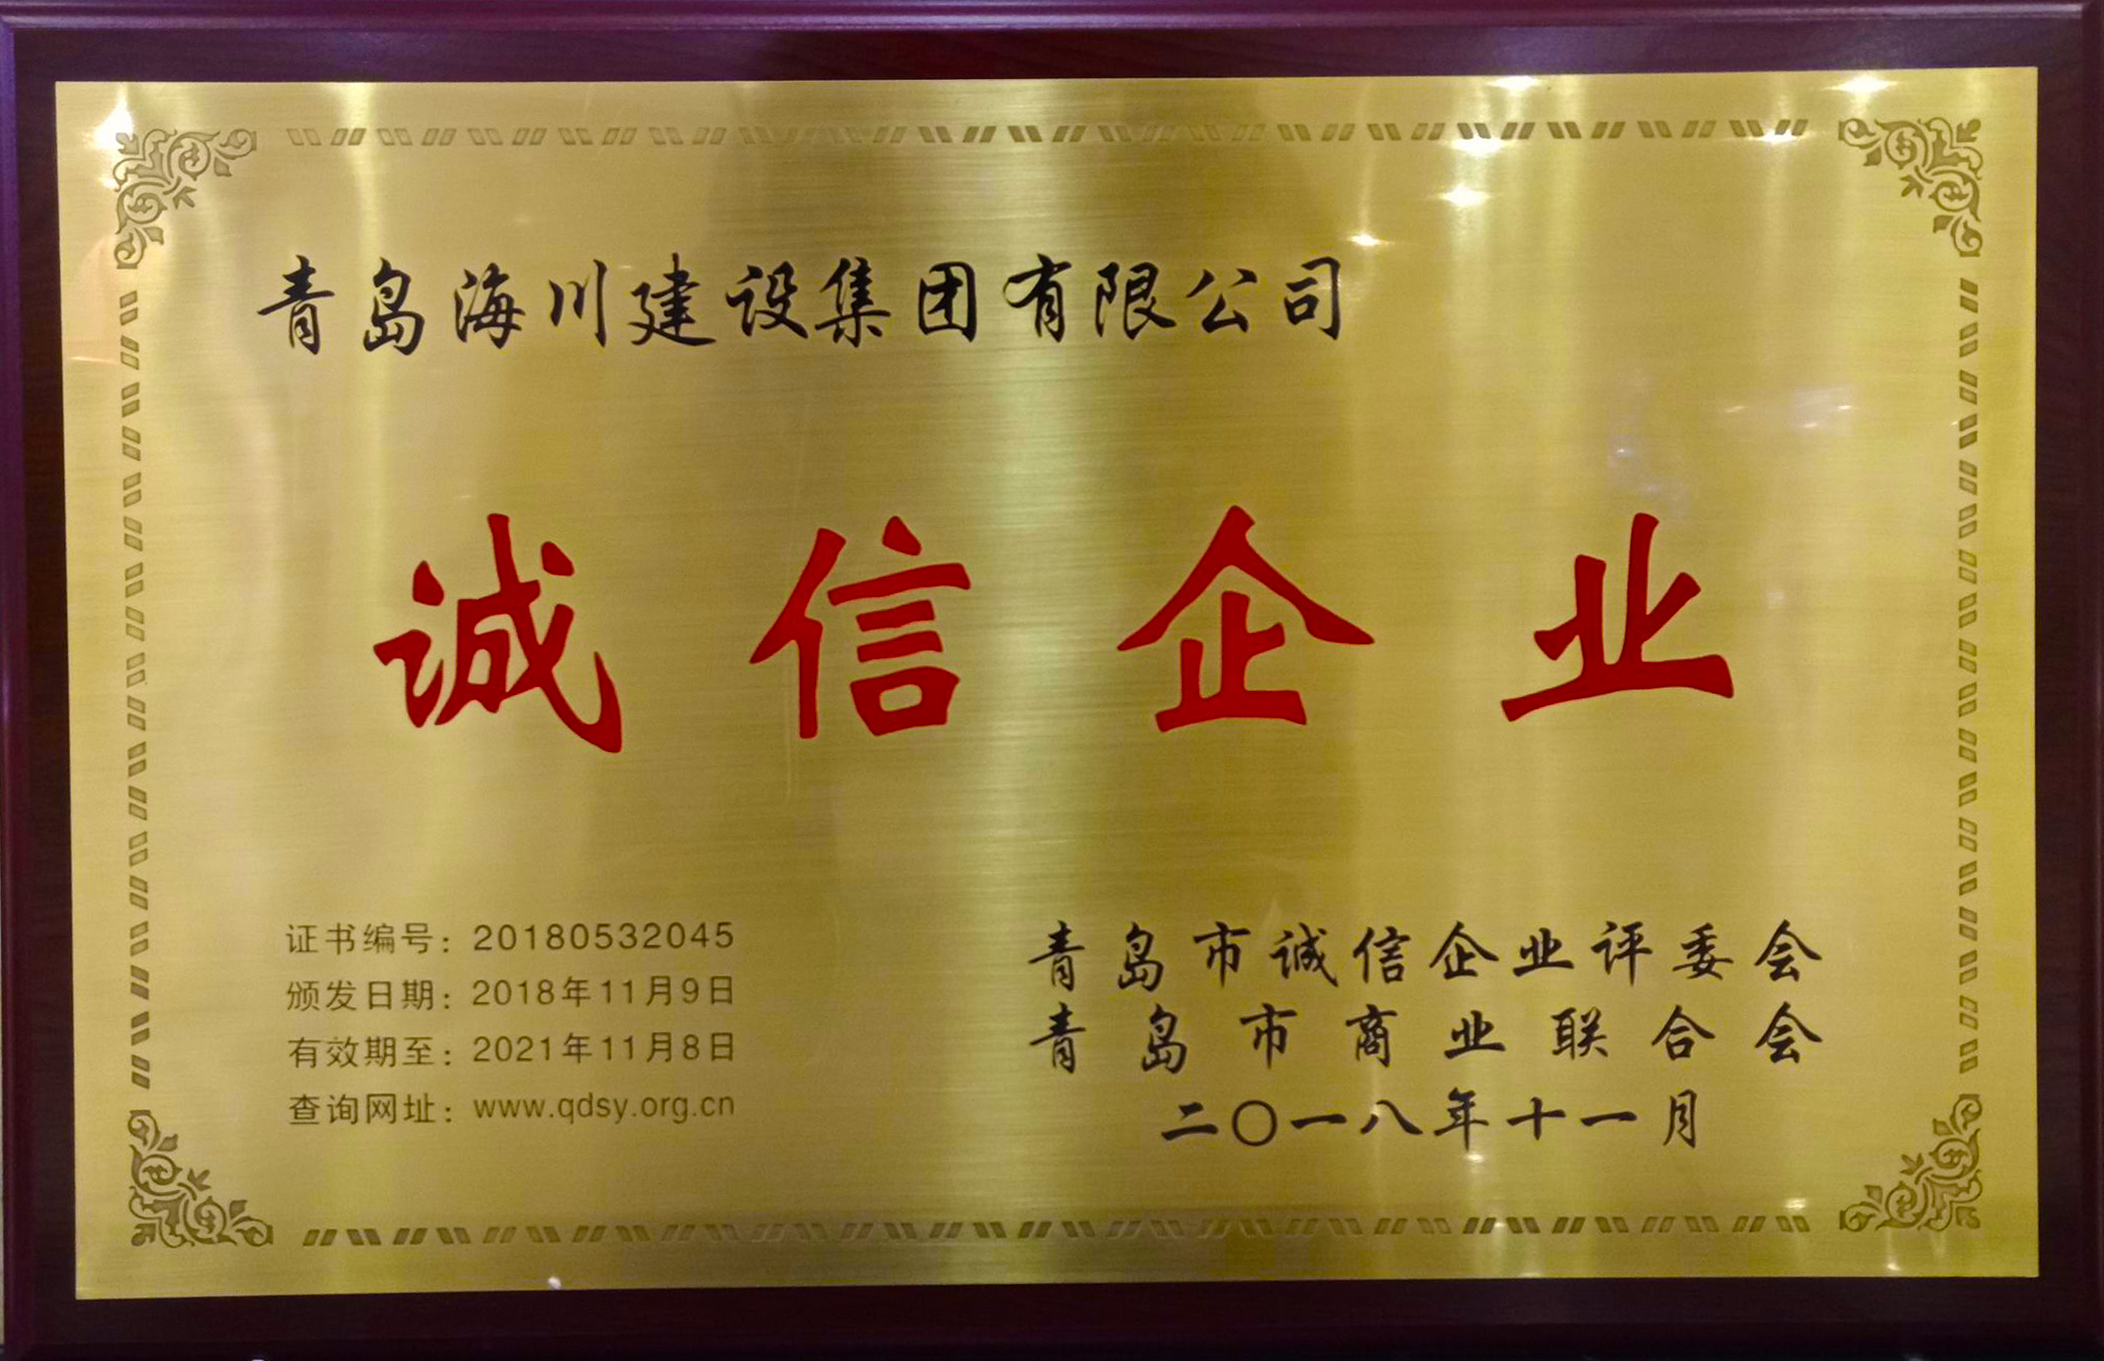 青岛海川建设集团有限公司
诚信企业
证书编号：20180532045
颁发日期：2018年11月9日
有效期至：2021年11月8日
查询网址：www.qdsy.org.cn
青岛市诚信企业评委会
青岛市商业联合会
二〇一八年十一月